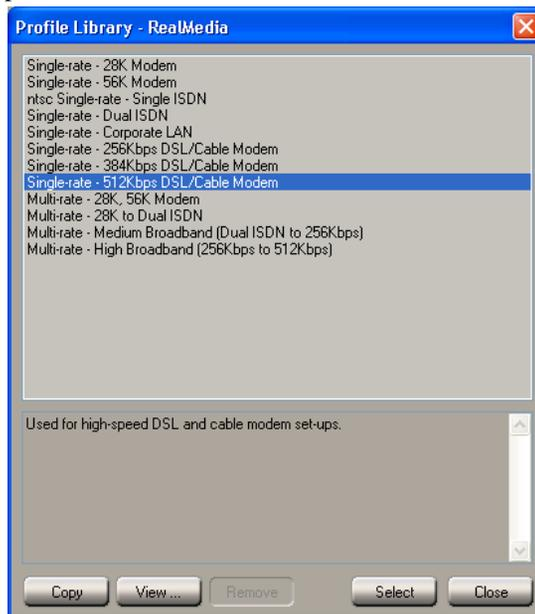 Profile Library - RealMedia
Single-rate - 28K Modem
Single-rate - 56K Modem
ntsc Single-rate - Single ISDN
Single-rate - Dual ISDN
Single-rate - Corporate LAN
Single-rate - 256Kbps DSL/Cable Modem
Single-rate - 384Kbps DSL/Cable Modem
Single-rate - 512Kbps DSL/Cable Modem
Multi-rate - 28K, 56K Modem
Multi-rate - 28K to Dual ISDN
Multi-rate - Medium Broadband (Dual ISDN to 256Kbps)
Multi-rate - High Broadband (256Kbps to 512Kbps)
Used for high-speed DSL and cable modem set-ups.
Copy View ... Remove Select Close